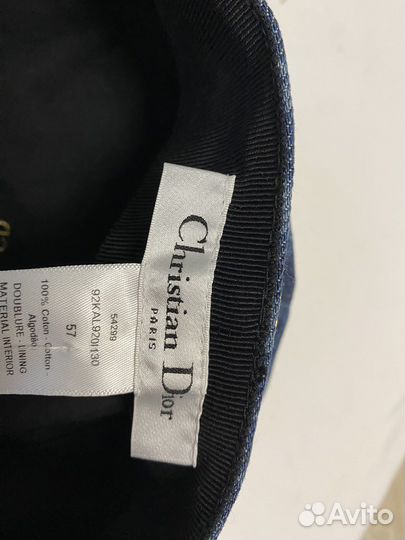 Christian Dior
PARIS
54299
92KAL920I130
57
100% Coton - Cotton -
Algodão
DOUBLURE - LINING
MATERIAL INTERIOR
Avito